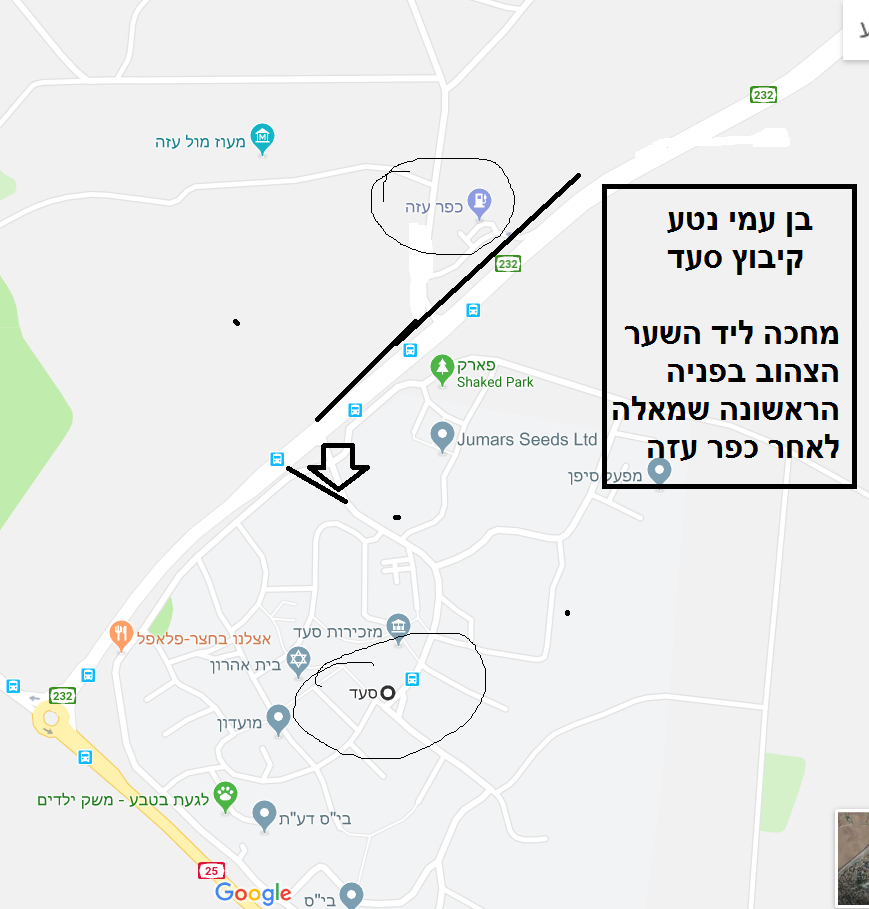 ע
232
מעוז מול עזה
כפר עזה
232
בן עמי נטע
קיבוץ סעד
מחכה ליד השער
הצהוב בפניה
הראשונה שמאלה
לאחר כפר עזה
פארק
Shaked Park
Jumars Seeds Ltd
מפעל סיפן
מזכירות סעד
אצלנו בחצר-פלאפל
בית אהרון
סעד
232
מועדון
לגעת בטבע - משק ילדים
בי"ס דע"ת
25
Google
בי"ס